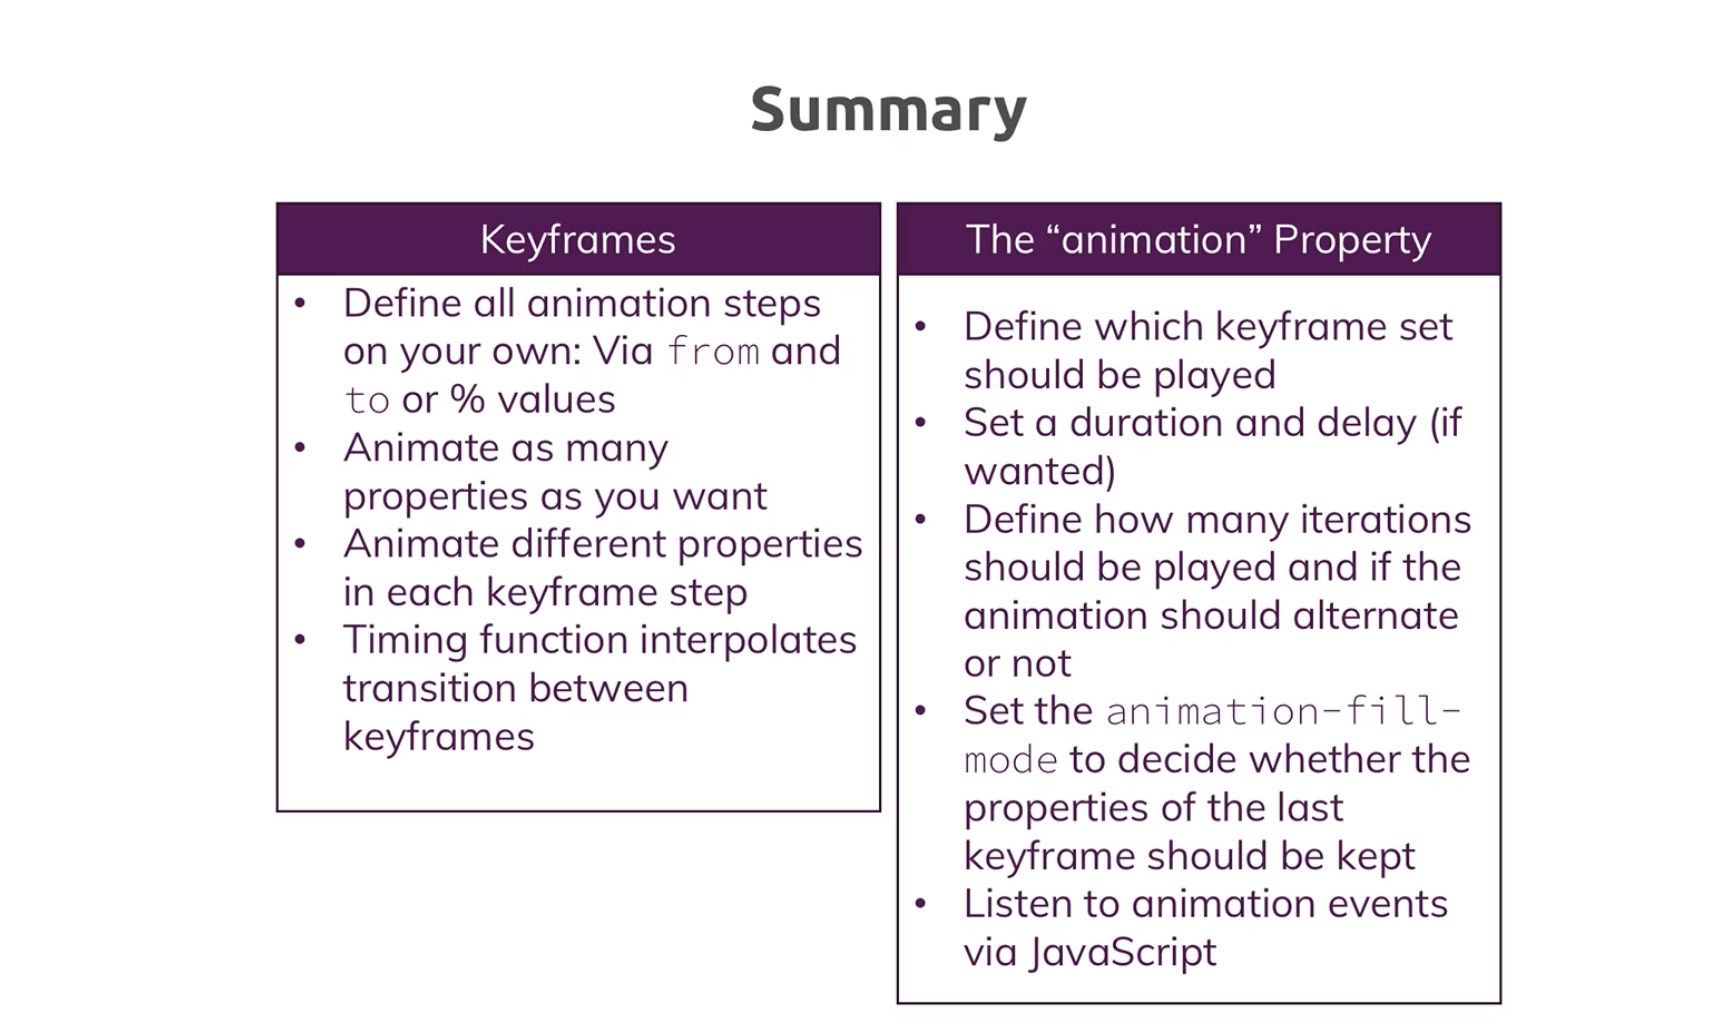 Summary
Keyframes
• Define all animation steps
on your own: Via from and
to or % values
• Animate as many
properties as you want
• Animate different properties
in each keyframe step
• Timing function interpolates
transition between
keyframes
The “animation” Property
• Define which keyframe set
should be played
• Set a duration and delay (if
wanted)
• Define how many iterations
should be played and if the
animation should alternate
or not
• Set the animation-fill-
mode to decide whether the
properties of the last
keyframe should be kept
• Listen to animation events
via JavaScript